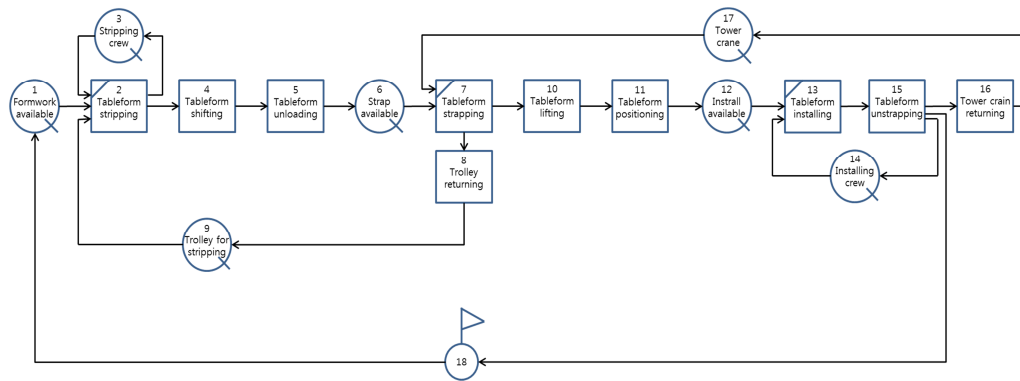 1
Formwork
available
2
Tableform
stripping
3
Stripping
crew
4
Tableform
shifting
5
Tableform
unloading
6
Strap
available
7
Tableform
strapping
8
Trolley
returning
9
Trolley for
stripping
10
Tableform
lifting
11
Tableform
positioning
12
Install
available
13
Tableform
installing
14
Installing
crew
15
Tableform
unstrapping
16
Tower crain
returning
17
Tower
crane
18